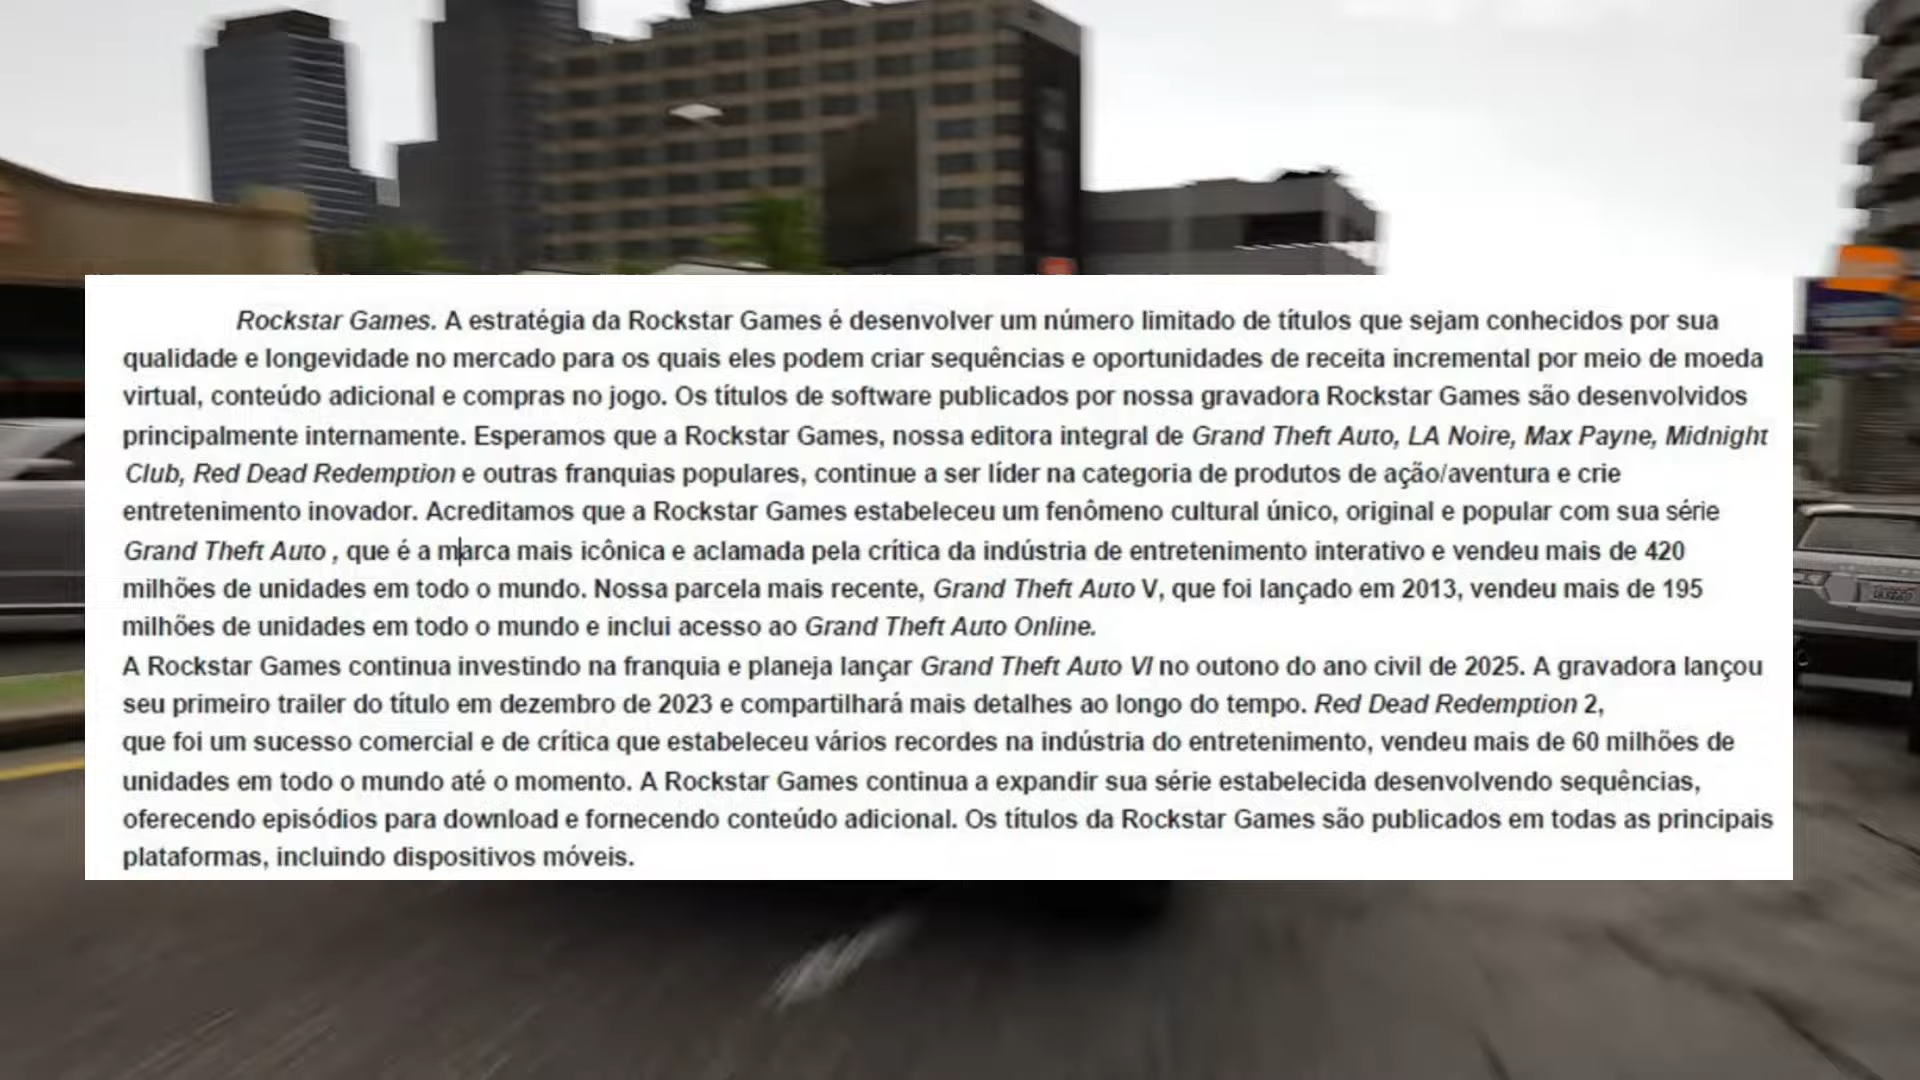 Rockstar Games. A estratégia da Rockstar Games é desenvolver um número limitado de títulos que sejam conhecidos por sua
qualidade e longevidade no mercado para os quais eles podem criar sequências e oportunidades de receita incremental por meio de moeda
virtual, conteúdo adicional e compras no jogo. Os títulos de software publicados por nossa gravadora Rockstar Games são desenvolvidos
principalmente internamente. Esperamos que a Rockstar Games, nossa editora integral de Grand Theft Auto, LA Noire, Max Payne, Midnight
Club, Red Dead Redemption e outras franquias populares, continue a ser líder na categoria de produtos de ação/aventura e crie
entretenimento inovador. Acreditamos que a Rockstar Games estabeleceu um fenômeno cultural único, original e popular com sua série
Grand Theft Auto , que é a marca mais icônica e aclamada pela crítica da indústria de entretenimento interativo e vendeu mais de 420
milhões de unidades em todo o mundo. Nossa parcela mais recente, Grand Theft Auto V, que foi lançado em 2013, vendeu mais de 195
milhões de unidades em todo o mundo e inclui acesso ao Grand Theft Auto Online.
A Rockstar Games continua investindo na franquia e planeja lançar Grand Theft Auto VI no outono do ano civil de 2025. A gravadora lançou
seu primeiro trailer do título em dezembro de 2023 e compartilhará mais detalhes ao longo do tempo. Red Dead Redemption 2,
que foi um sucesso comercial e de crítica que estabeleceu vários recordes na indústria do entretenimento, vendeu mais de 60 milhões de
unidades em todo o mundo até o momento. A Rockstar Games continua a expandir sua série estabelecida desenvolvendo sequências,
oferecendo episódios para download e fornecendo conteúdo adicional. Os títulos da Rockstar Games são publicados em todas as principais
plataformas, incluindo dispositivos móveis.